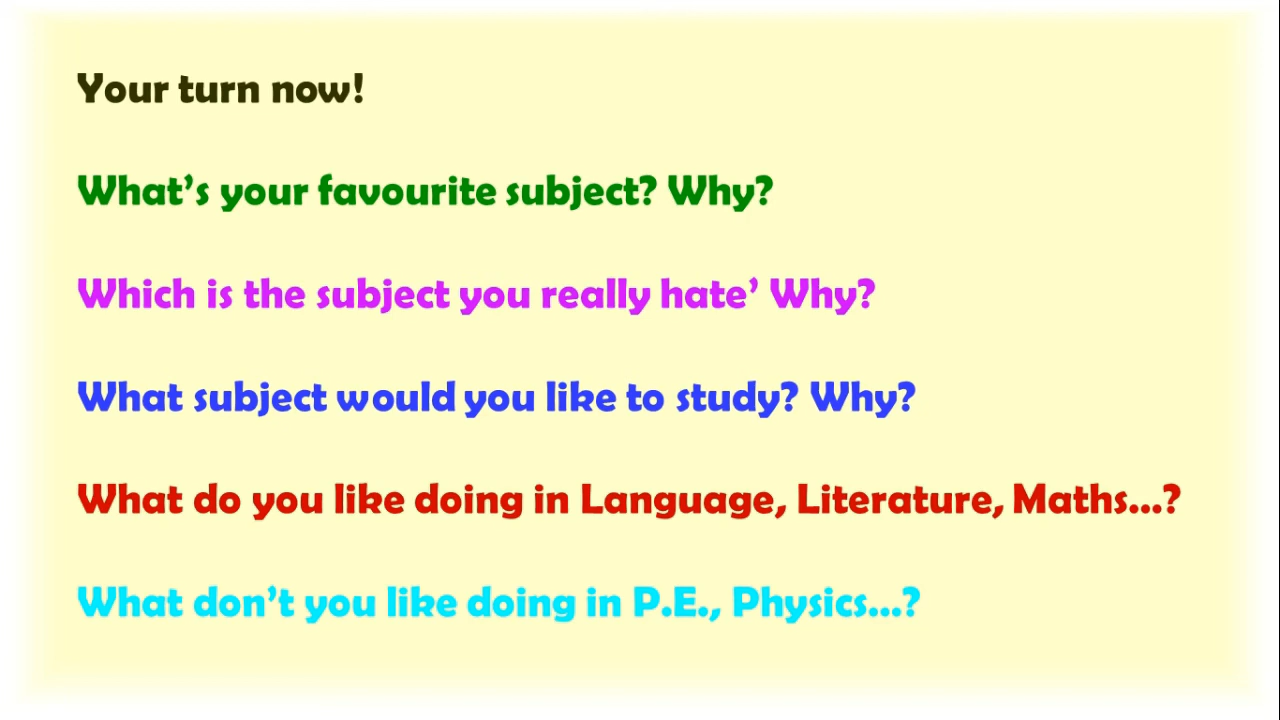 Your turn now!
What’s your favourite subject? Why?
Which is the subject you really hate’ Why?
What subject would you like to study? Why?
What do you like doing in Language, Literature, Maths...?
What don’t you like doing in P.E., Physics...?